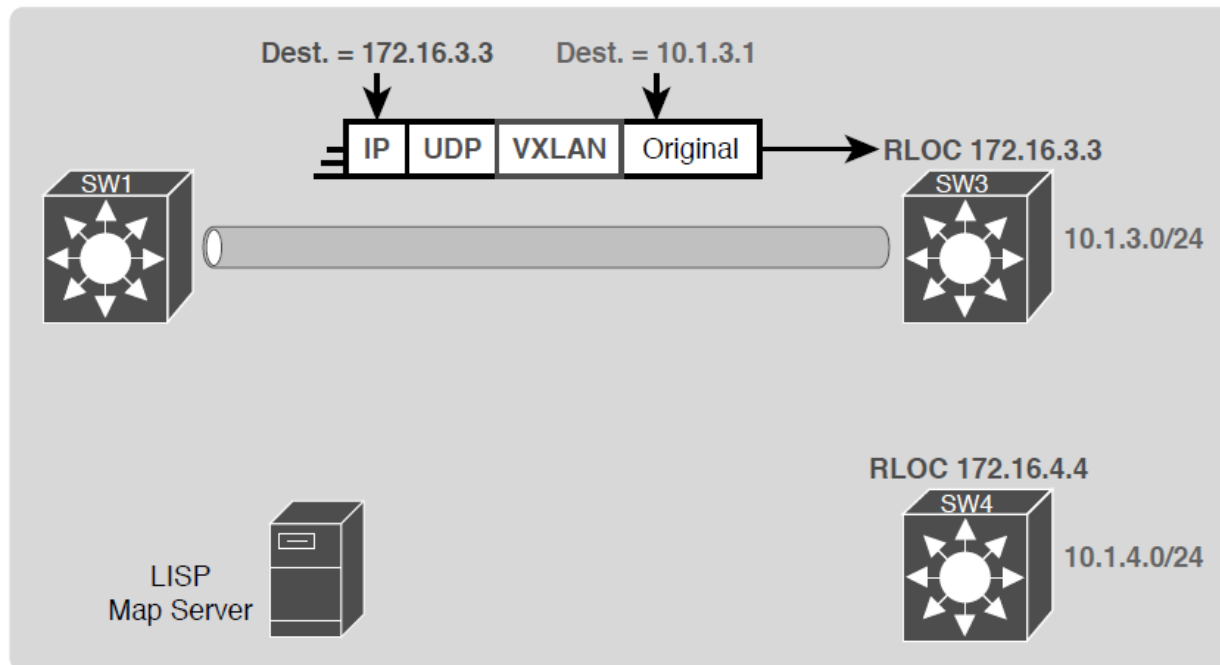 Dest. = 172.16.3.3
Dest. = 10.1.3.1
IP
UDP
VXLAN
Original
RLOC 172.16.3.3
SW1
SW3
10.1.3.0/24
RLOC 172.16.4.4
SW4
10.1.4.0/24
LISP
Map Server